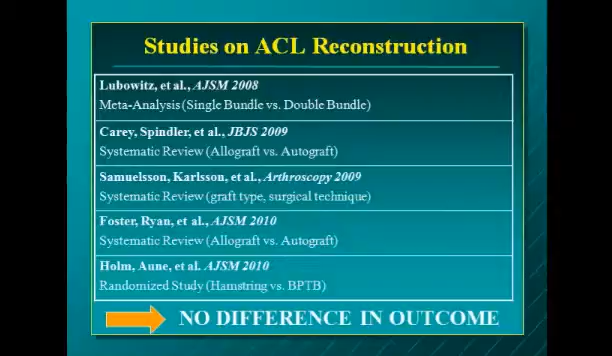 Studies on ACL Reconstruction
Lubowitz, et al., AJSM 2008
Meta-Analysis (Single Bundle vs. Double Bundle)
Carey, Spindler, et al., JBJS 2009
Systematic Review (Allograft vs. Autograft)
Samuelsson, Karlsson, et al., Arthroscopy 2009
Systematic Review (graft type, surgical technique)
Foster, Ryan, et al., AJSM 2010
Systematic Review (Allograft vs. Autograft)
Holm, Aune, et al. AJSM 2010
Randomized Study (Hamstring vs. BPTB)
NO DIFFERENCE IN OUTCOME